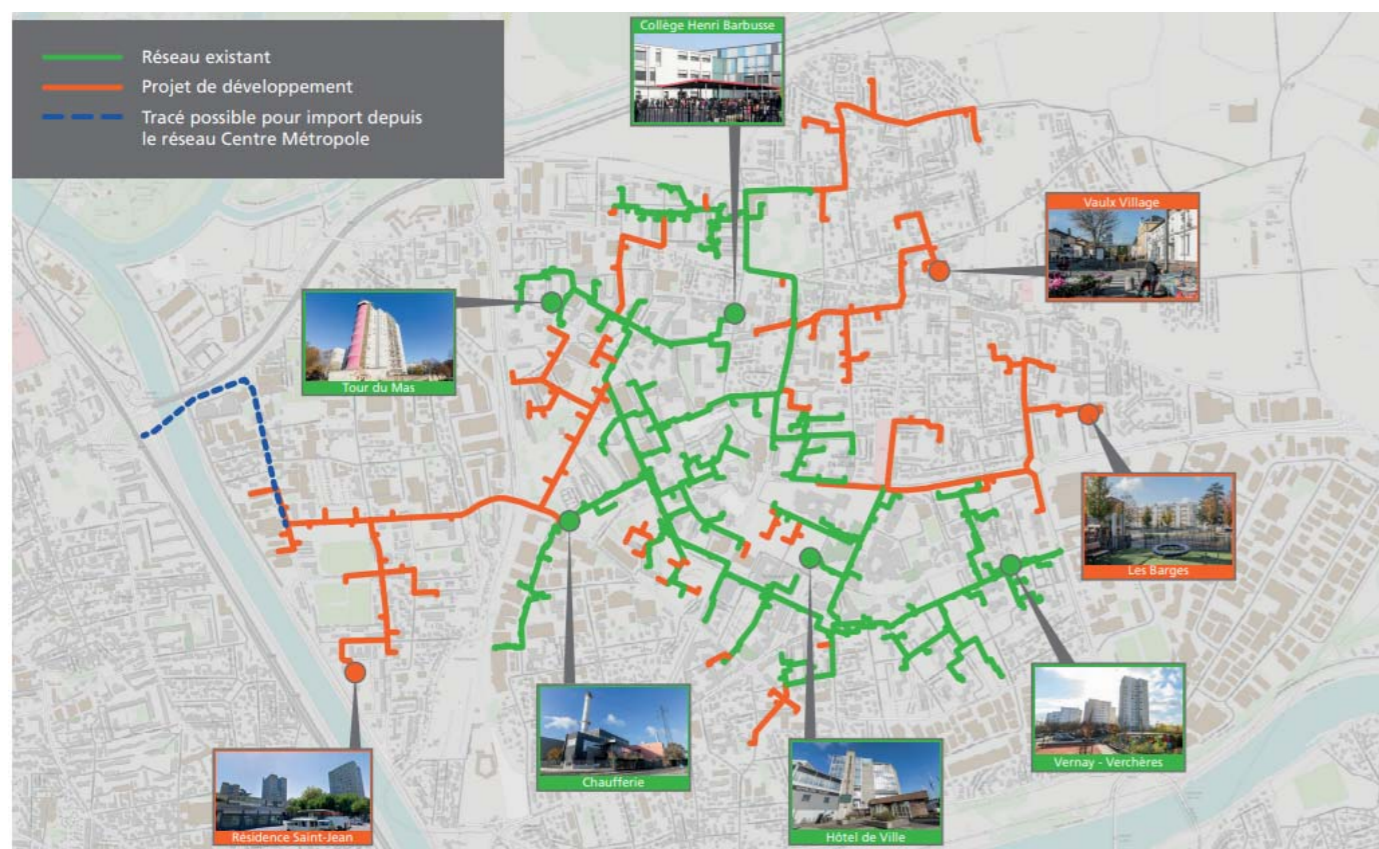 Réseau existant
Projet de développement
Tracé possible pour import depuis
le réseau Centre Métropole
Collège Henri Barbusse
Vaulx Village
Tour du Mas
Les Barges
Vernay - Verchères
Chaufferie
Hôtel de Ville
Résidence Saint-Jean